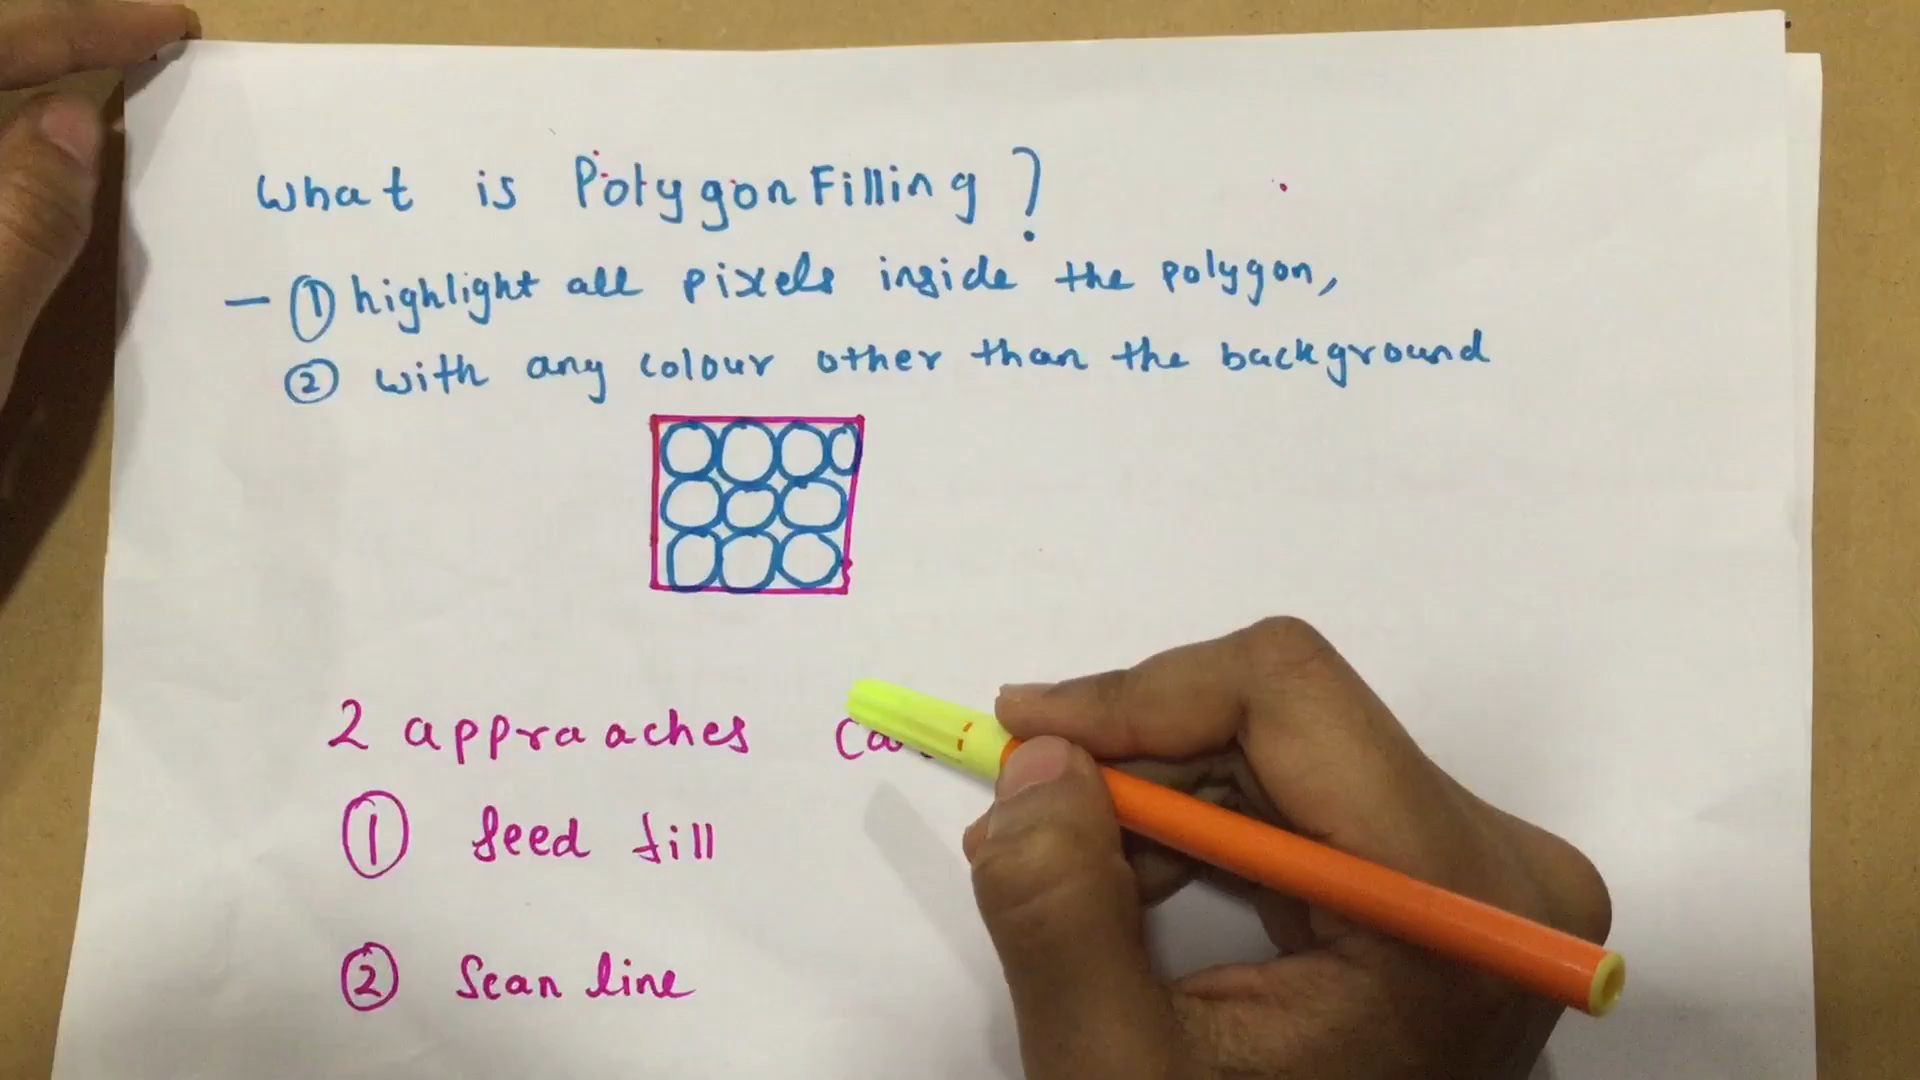 What is Polygon Filling?
- ① highlight all pixels inside the polygon,
② with any colour other than the background
2 appraaches
① Seed fill
② Scan line